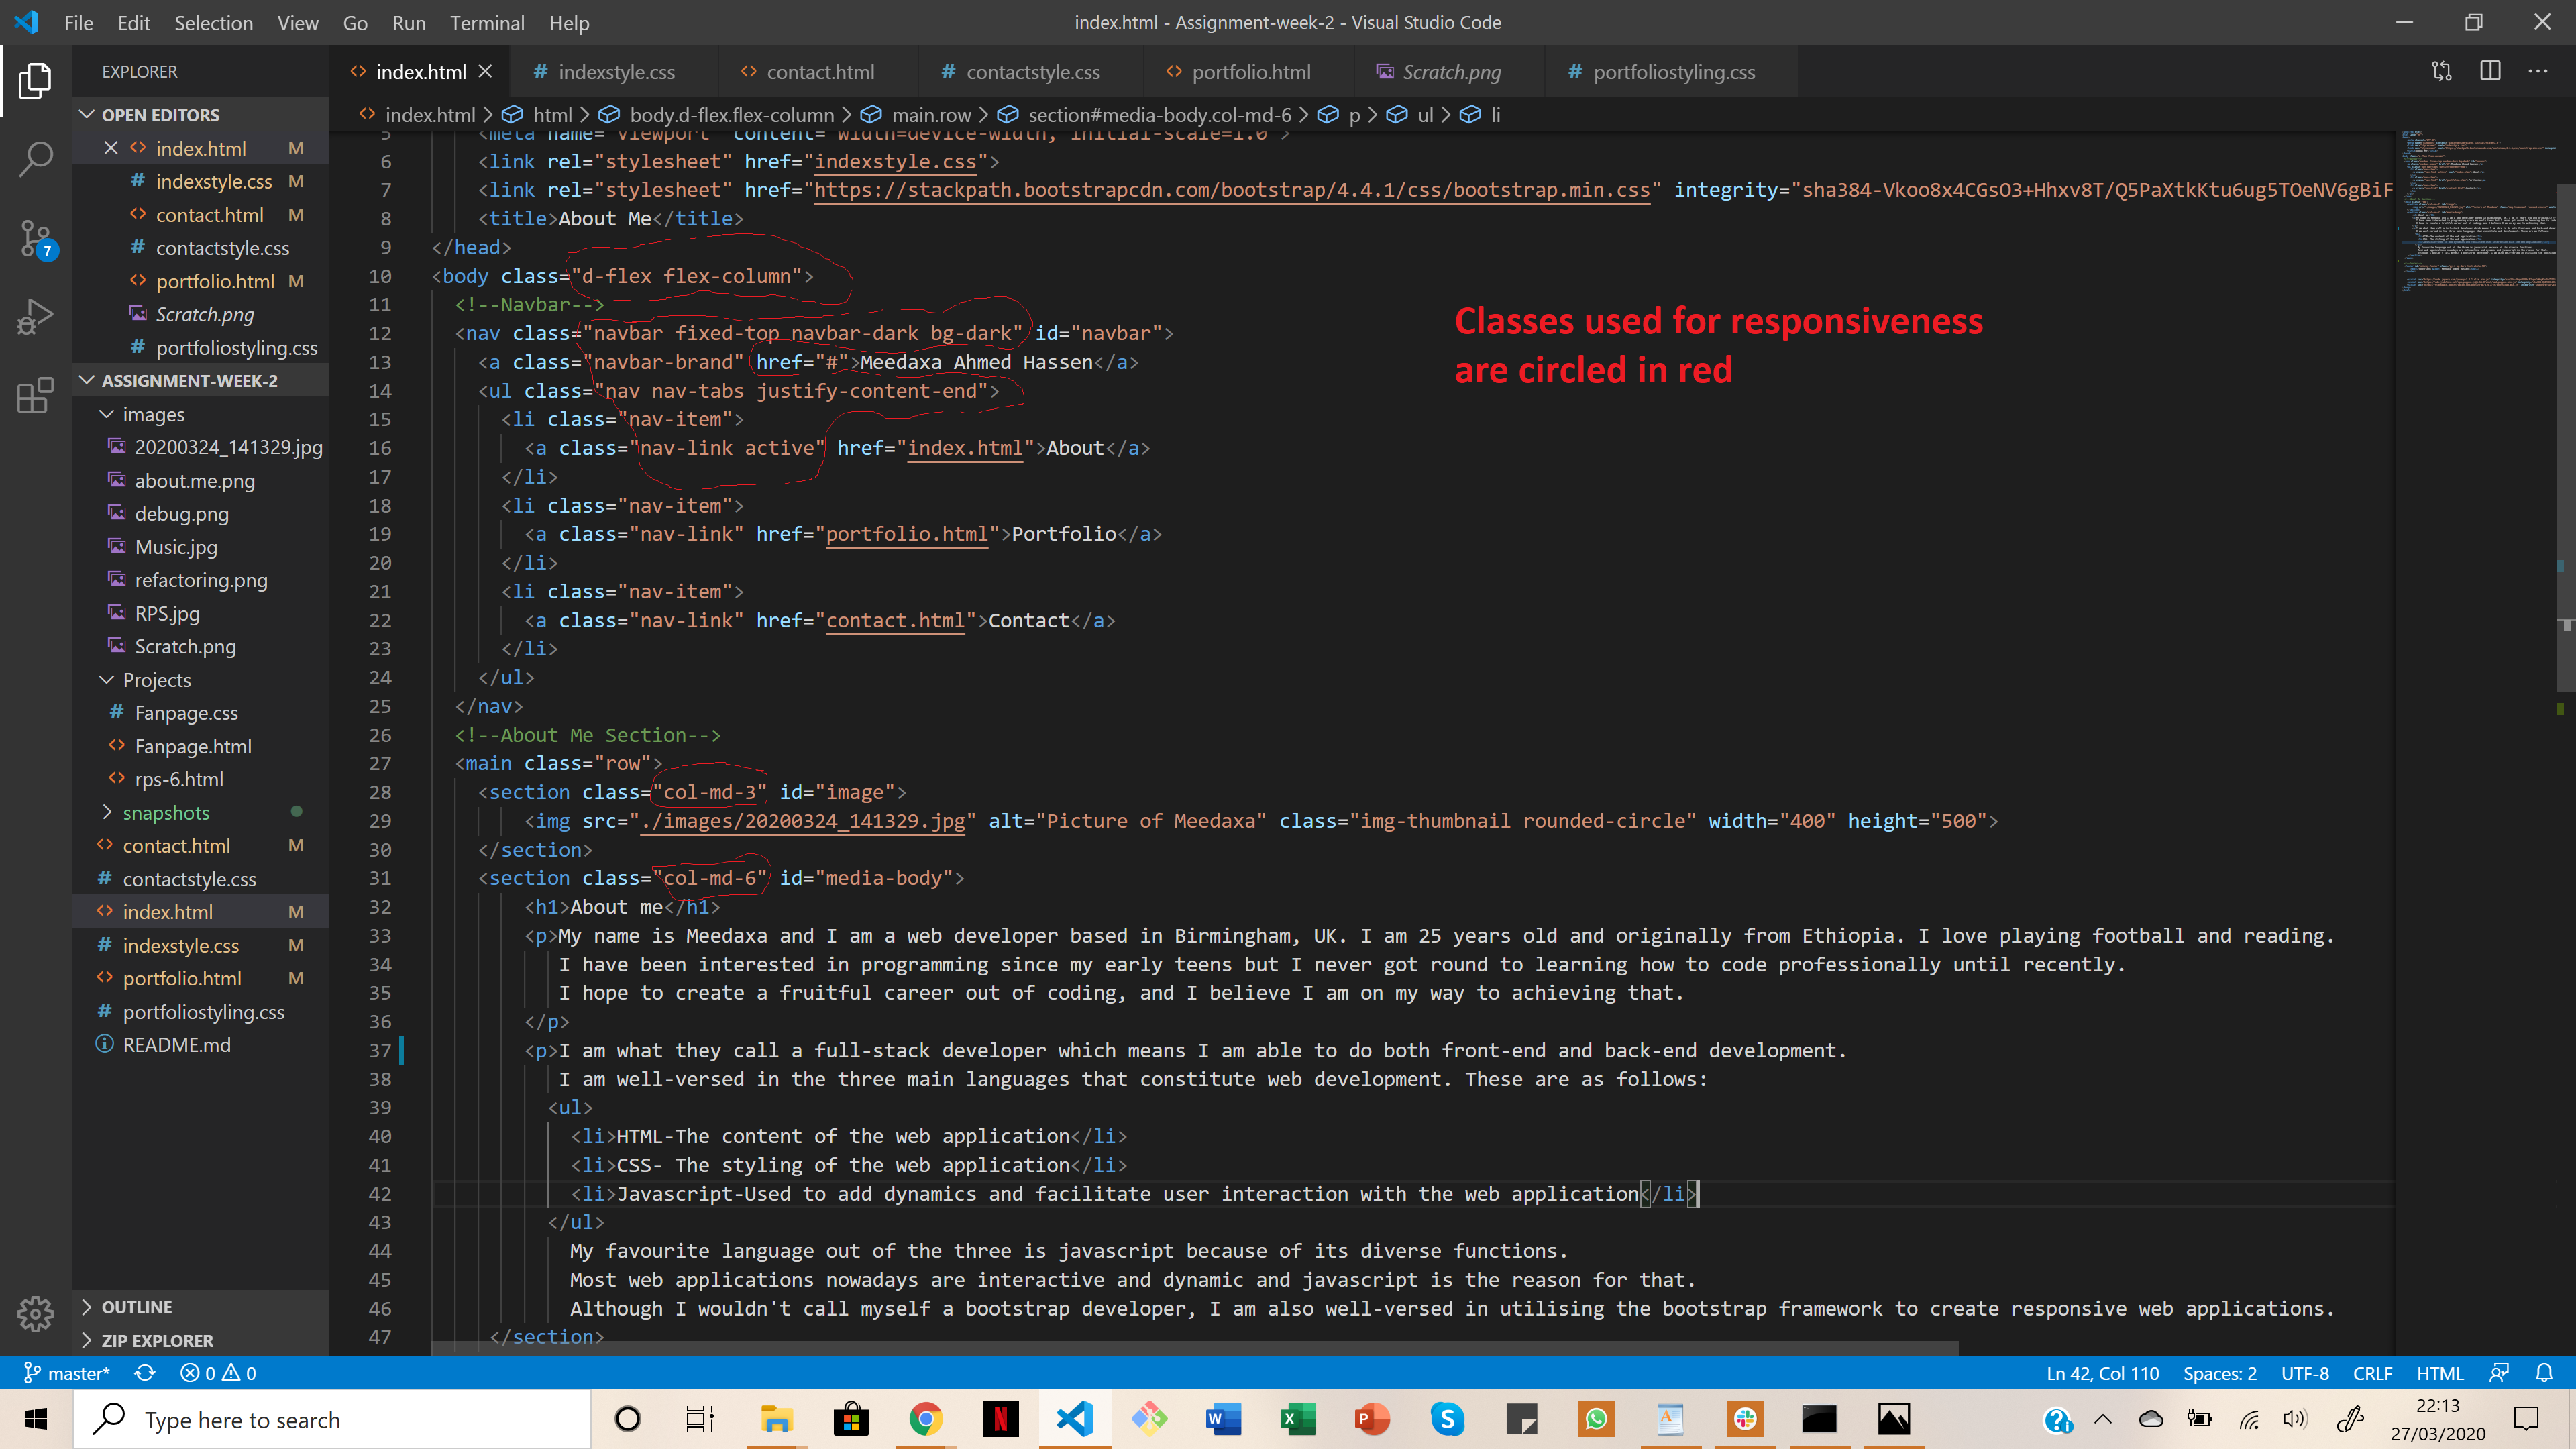 File Edit Selection View Go Run Terminal Help
index.html - Assignment-week-2 - Visual Studio Code
EXPLORER
OPEN EDITORS
index.html M
indexstyle.css M
contact.html M
contactstyle.css
portfolio.html M
Scratch.png
portfoliostyling.css
ASSIGNMENT-WEEK-2
images
20200324_141329.jpg
about.me.png
debug.png
Music.jpg
refactoring.png
RPS.jpg
Scratch.png
Projects
Fanpage.css
Fanpage.html
rps-6.html
snapshots
contact.html M
contactstyle.css
index.html M
indexstyle.css M
portfolio.html M
portfoliostyling.css
README.md
OUTLINE
ZIP EXPLORER
7
index.html indexstyle.css contact.html contactstyle.css portfolio.html Scratch.png portfoliostyling.css
index.html > html > body.d-flex.flex-column > main.row > section#media-body.col-md-6 > p > ul > li
5 <meta name="viewport" content="width=device-width, initial-scale=1.0">
6 <link rel="stylesheet" href="indexstyle.css">
7 <link rel="stylesheet" href="https://stackpath.bootstrapcdn.com/bootstrap/4.4.1/css/bootstrap.min.css" integrity="sha384-Vkoo8x4CGsO3+Hhxv8T/Q5PaXtkKtu6ug5TOeNV6gBiF
8 <title>About Me</title>
9 </head>
10 <body class="d-flex flex-column">
11 <!--Navbar-->
12 <nav class="navbar fixed-top navbar-dark bg-dark" id="navbar">
13 <a class="navbar-brand" href="#">Meedaxa Ahmed Hassen</a>
14 <ul class="nav nav-tabs justify-content-end">
15 <li class="nav-item">
16 <a class="nav-link active" href="index.html">About</a>
17 </li>
18 <li class="nav-item">
19 <a class="nav-link" href="portfolio.html">Portfolio</a>
20 </li>
21 <li class="nav-item">
22 <a class="nav-link" href="contact.html">Contact</a>
23 </li>
24 </ul>
25 </nav>
26 <!--About Me Section-->
27 <main class="row">
28 <section class="col-md-3" id="image">
29 <img src="./images/20200324_141329.jpg" alt="Picture of Meedaxa" class="img-thumbnail rounded-circle" width="400" height="500">
30 </section>
31 <section class="col-md-6" id="media-body">
32 <h1>About me</h1>
33 <p>My name is Meedaxa and I am a web developer based in Birmingham, UK. I am 25 years old and originally from Ethiopia. I love playing football and reading.
34 I have been interested in programming since my early teens but I never got round to learning how to code professionally until recently.
35 I hope to create a fruitful career out of coding, and I believe I am on my way to achieving that.
36 </p>
37 <p>I am what they call a full-stack developer which means I am able to do both front-end and back-end development.
38 I am well-versed in the three main languages that constitute web development. These are as follows:
39 <ul>
40 <li>HTML-The content of the web application</li>
41 <li>CSS- The styling of the web application</li>
42 <li>Javascript-Used to add dynamics and facilitate user interaction with the web application</li>
43 </ul>
44 My favourite language out of the three is javascript because of its diverse functions.
45 Most web applications nowadays are interactive and dynamic and javascript is the reason for that.
46 Although I wouldn't call myself a bootstrap developer, I am also well-versed in utilising the bootstrap framework to create responsive web applications.
47 </section>
Classes used for responsiveness
are circled in red
master* 0 0 Ln 42, Col 110 Spaces: 2 UTF-8 CRLF HTML
Type here to search
22:13
27/03/2020